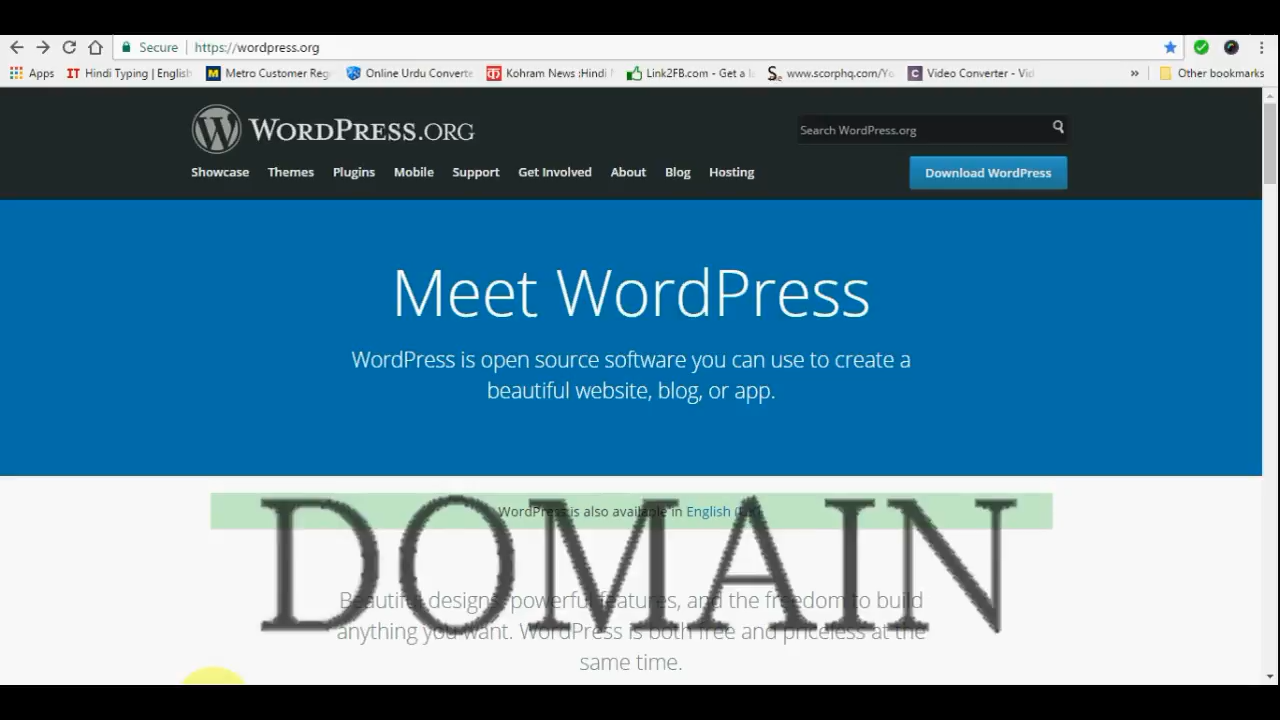 Secure https://wordpress.org
Apps Hindi Typing | English Metro Customer Reg Online Urdu Converte Kohram News :Hindi Link2FB.com - Get a www.scorphq.com/Yo Video Converter - Vid » Other bookmarks
WORDPRESS.ORG
Search WordPress.org
Showcase Themes Plugins Mobile Support Get Involved About Blog Hosting
Download WordPress
Meet WordPress
WordPress is open source software you can use to create a
beautiful website, blog, or app.
WordPress is also available in English
DOMAIN
Beautiful designs, powerful features, and the freedom to build
anything you want. WordPress is both free and priceless at the
same time.